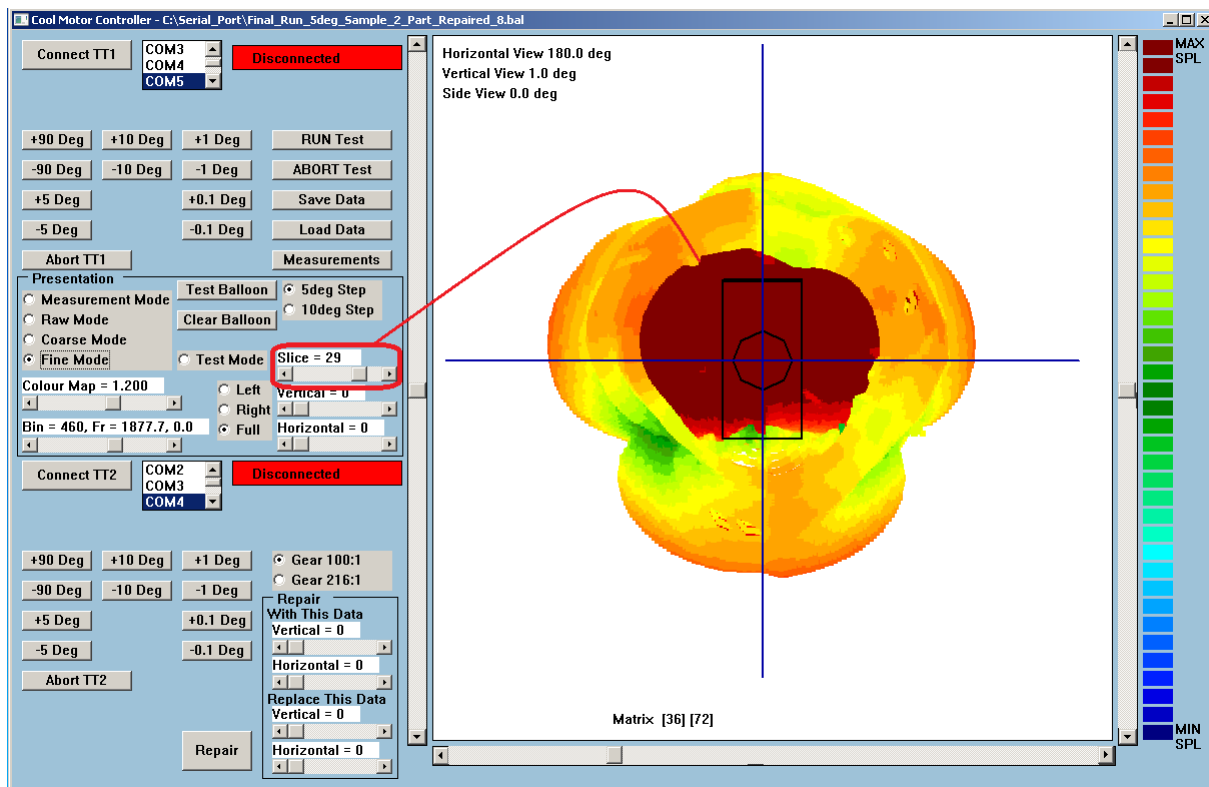 Cool Motor Controller - C:\Serial_Port\Final_Run_5deg_Sample_2_Part_Repaired_8.bal
Connect TT1
COM3
COM4
COM5
Disconnected
+90 Deg
+10 Deg
+1 Deg
RUN Test
-90 Deg
-10 Deg
-1 Deg
ABORT Test
+5 Deg
+0.1 Deg
Save Data
-5 Deg
-0.1 Deg
Load Data
Abort TT1
Measurements
Presentation
Measurement Mode
Raw Mode
Coarse Mode
Fine Mode
Test Balloon
Clear Balloon
5deg Step
10deg Step
Test Mode
Slice = 29
Colour Map = 1.200
Left
Right
Full
Vertical = 0
Bin = 460, Fr = 1877.7, 0.0
Horizontal = 0
Connect TT2
COM2
COM3
COM4
Disconnected
+90 Deg
+10 Deg
+1 Deg
Gear 100:1
-90 Deg
-10 Deg
-1 Deg
Gear 216:1
+5 Deg
+0.1 Deg
-5 Deg
-0.1 Deg
Abort TT2
Repair
With This Data
Vertical = 0
Horizontal = 0
Replace This Data
Vertical = 0
Horizontal = 0
Repair
Horizontal View 180.0 deg
Vertical View 1.0 deg
Side View 0.0 deg
Matrix [36] [72]
MAX
SPL
MIN
SPL